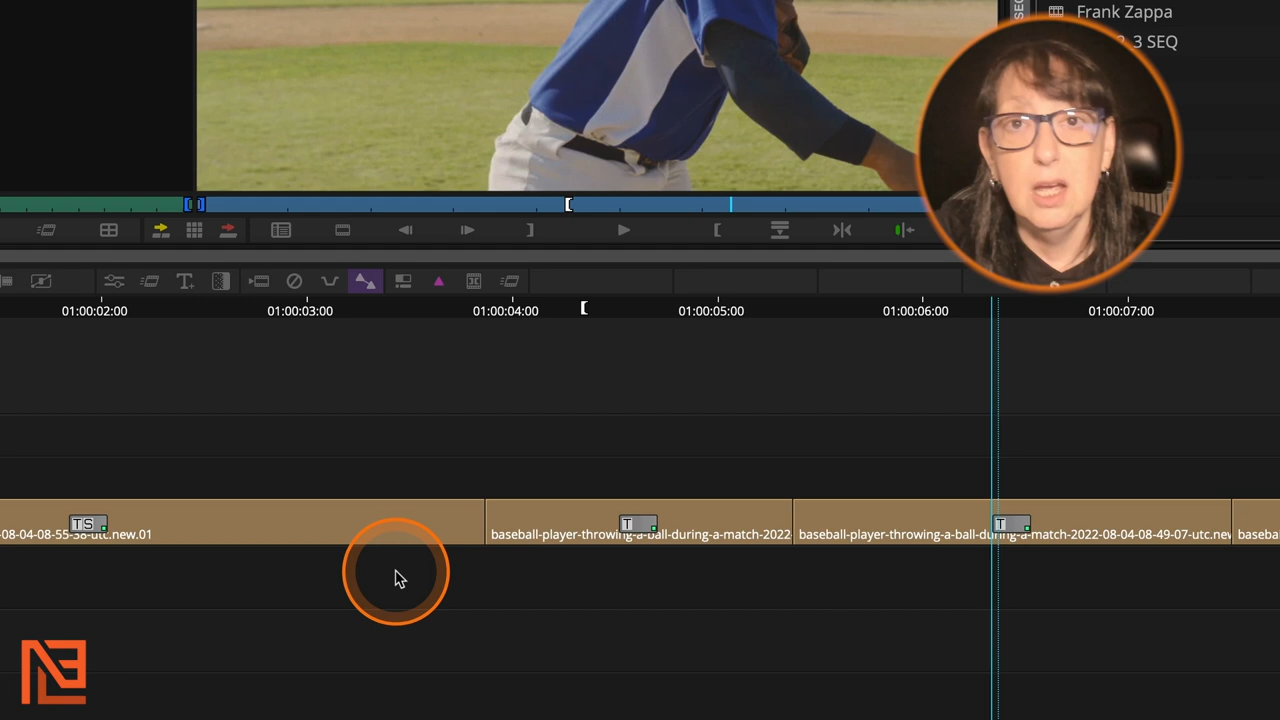 SEQ
Frank Zappa
3 SEQ
T+
01:00:02:00
01:00:03:00
01:00:04:00
01:00:05:00
01:00:06:00
01:00:07:00
TS
T
T
-08-04-08-55-38-utc.new.01
baseball-player-throwing-a-ball-during-a-match-2022
baseball-player-throwing-a-ball-during-a-match-2022-08-04-08-49-07-utc.new
baseba